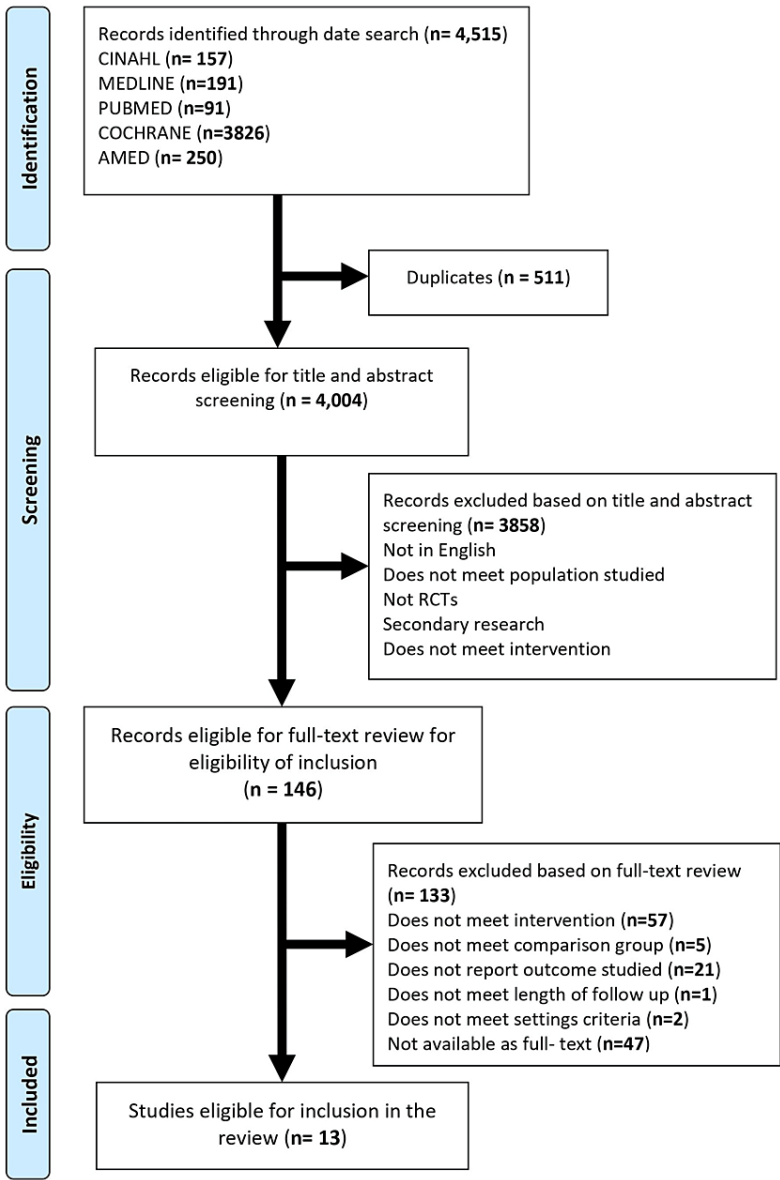 Identification
Records identified through date search (n= 4,515)
CINAHL (n= 157)
MEDLINE (n=191)
PUBMED (n=91)
COCHRANE (n=3826)
AMED (n= 250)
Duplicates (n = 511)
Screening
Records eligible for title and abstract
screening (n = 4,004)
Records excluded based on title and abstract
screening (n= 3858)
Not in English
Does not meet population studied
Not RCTs
Secondary research
Does not meet intervention
Eligibility
Records eligible for full-text review for
eligibility of inclusion
(n = 146)
Records excluded based on full-text review
(n= 133)
Does not meet intervention (n=57)
Does not meet comparison group (n=5)
Does not report outcome studied (n=21)
Does not meet length of follow up (n=1)
Does not meet settings criteria (n=2)
Not available as full- text (n=47)
Included
Studies eligible for inclusion in the
review (n= 13)